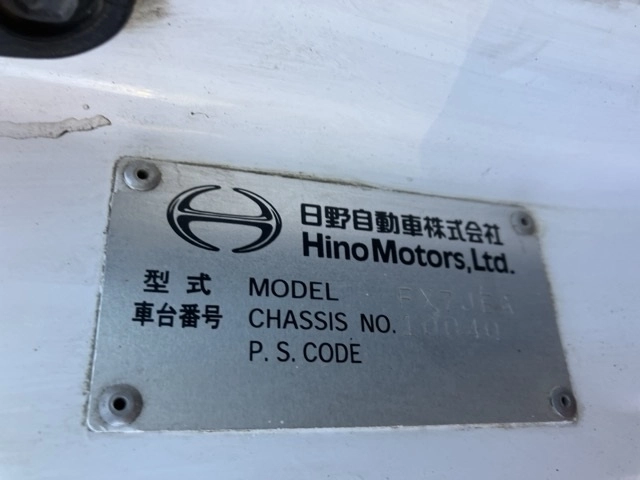 日野自動車株式会社
Hino Motors, Ltd.
型式 MODEL
車台番号 CHASSIS NO. 10040
P.S.CODE